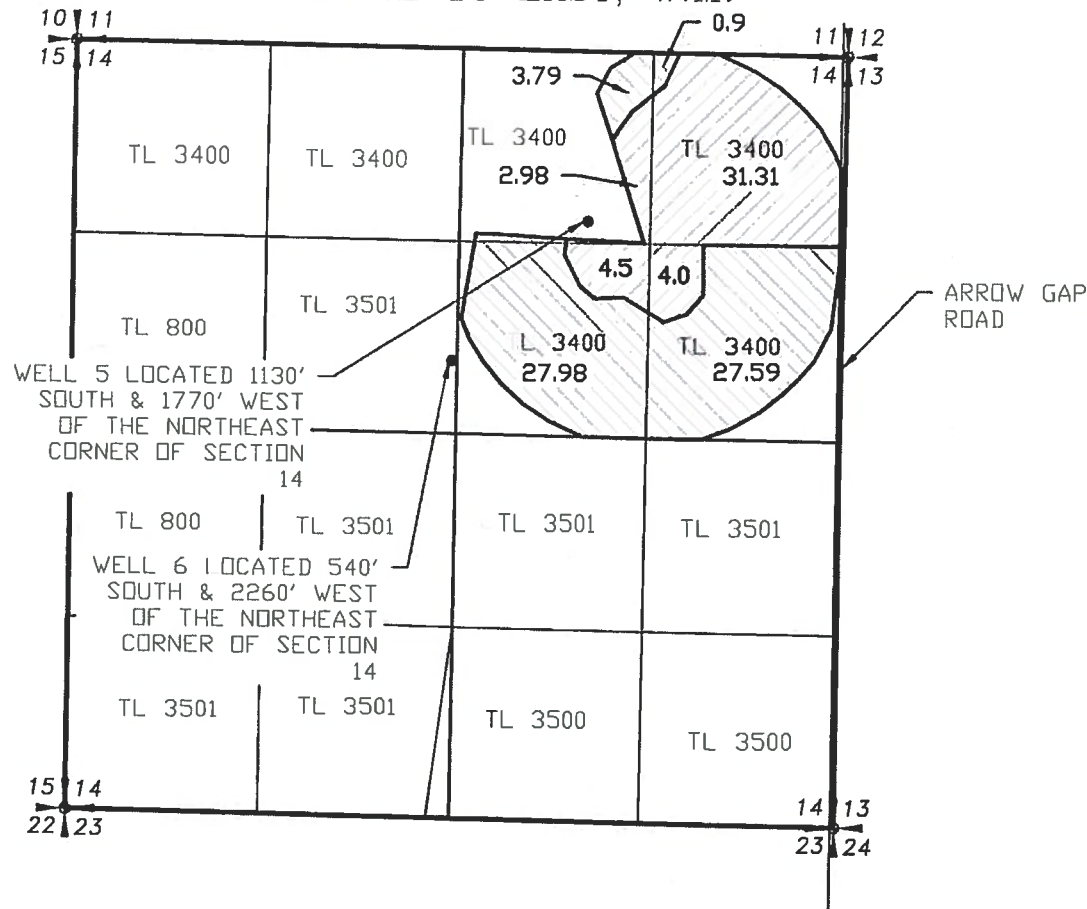 0.9
10 11
15 14
11 12
14 13
3.79
TL 3400
TL 3400
TL 3400
2.98
TL 3400
31.31
4.5
4.0
TL 3501
TL 800
ARROW GAP
ROAD
L 3400
27.98
TL 3400
27.59
WELL 5 LOCATED 1130'
SOUTH & 1770' WEST
OF THE NORTHEAST
CORNER OF SECTION
14
TL 800
TL 3501
TL 3501
TL 3501
WELL 6 LOCATED 540'
SOUTH & 2260' WEST
OF THE NORTHEAST
CORNER OF SECTION
14
TL 3501
TL 3501
TL 3500
TL 3500
15 14
22 23
14 13
23 24